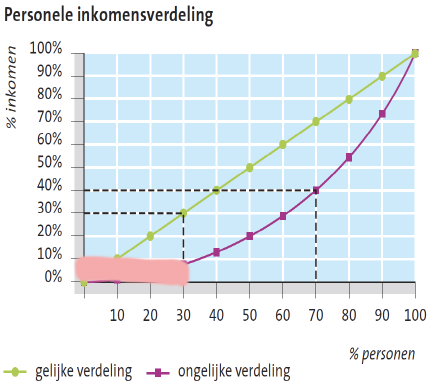 Personele inkomensverdeling
% inkomen
100%
90%
80%
70%
60%
50%
40%
30%
20%
10%
0%
10 20 30 40 50 60 70 80 90 100
% personen
gelijke verdeling ongelijke verdeling